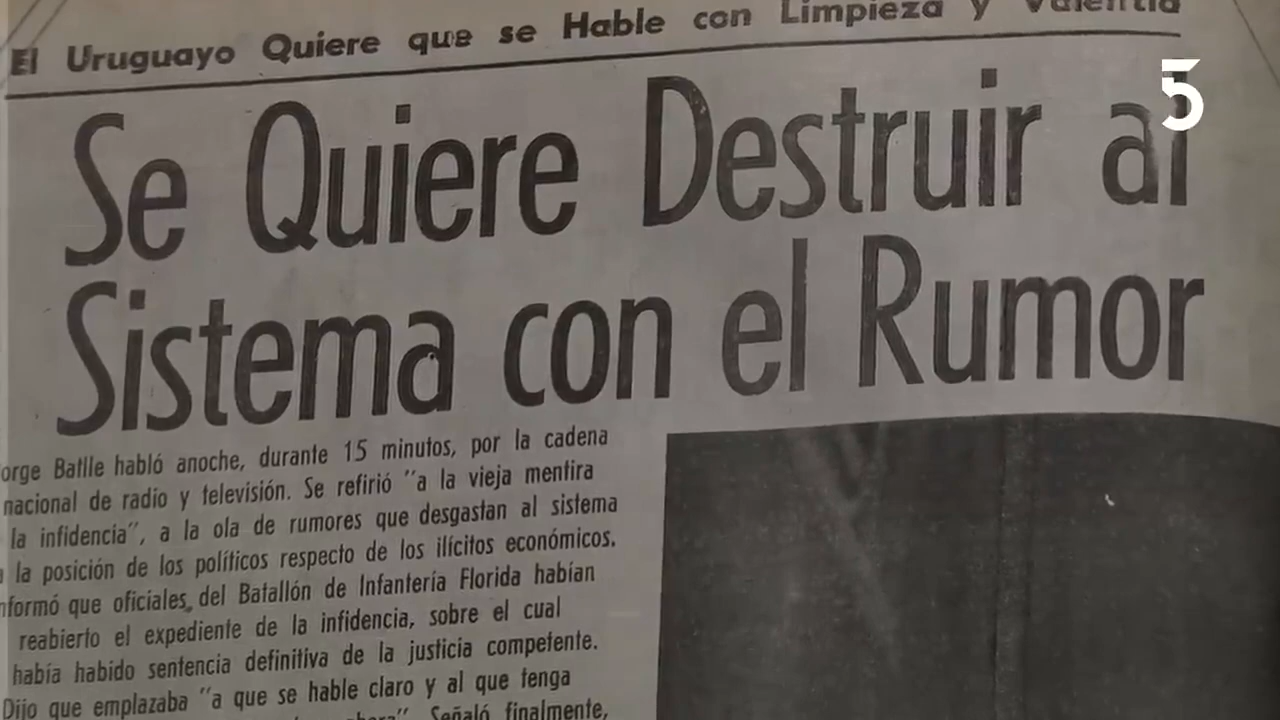 El Uruguayo Quiere que se Hable con Limpieza y Valentía
5
Se Quiere Destruir al
Sistema con el Rumor
orge Batlle habló anoche, durante 15 minutos, por la cadena
nacional de radio y televisión. Se refirió "a la vieja mentira
la infidencia", a la ola de rumores que desgastan al sistema
la posición de los políticos respecto de los ilícitos económicos.
nformó que oficiales, del Batallón de Infantería Florida habían
reabierto el expediente de la infidencia, sobre el cual
había habido sentencia definitiva de la justicia competente.
Dijo que emplazaba "a que se hable claro y al que tenga
Señaló finalmente,